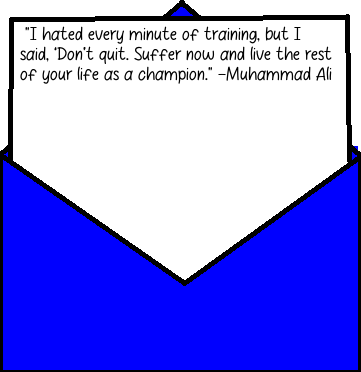 "I hated every minute of training, but I
said, 'Don't quit. Suffer now and live the rest
of your life as a champion." -Muhammad Ali